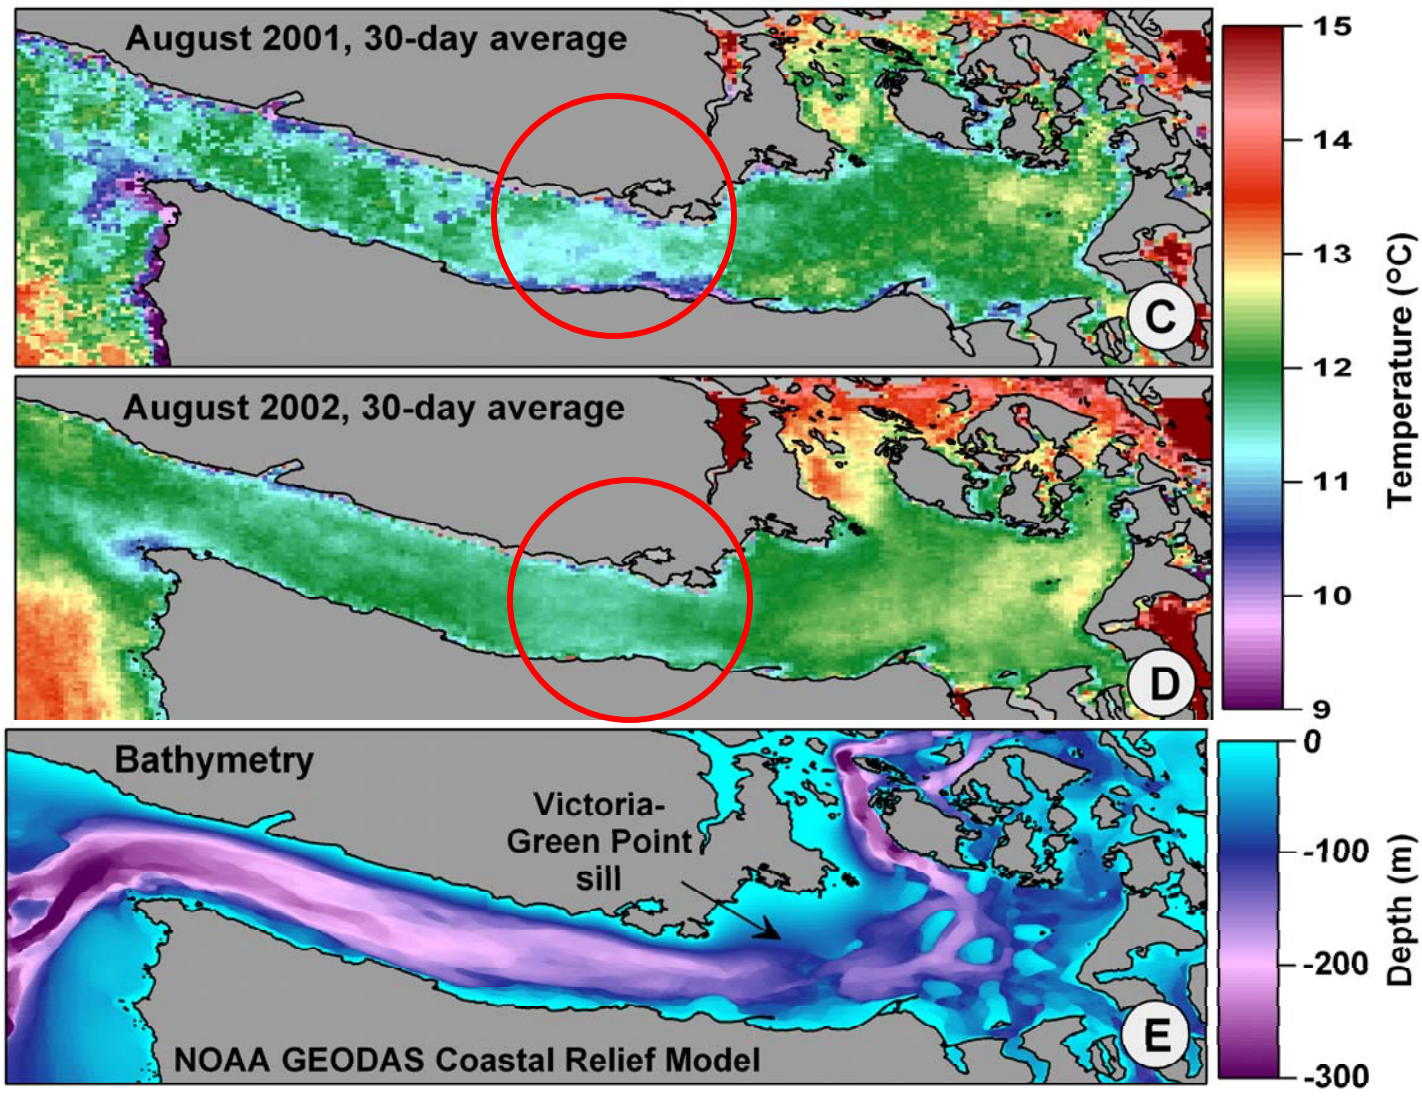 August 2001, 30-day average
C
August 2002, 30-day average
D
15
14
13
12
11
10
9
Temperature (°C)
Bathymetry
Victoria-
Green Point
sill
NOAA GEODAS Coastal Relief Model
E
0
-100
-200
-300
Depth (m)